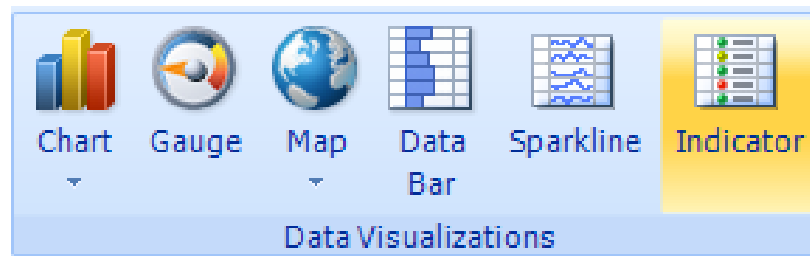 Chart Gauge Map Data Bar Sparkline Indicator
Data Visualizations